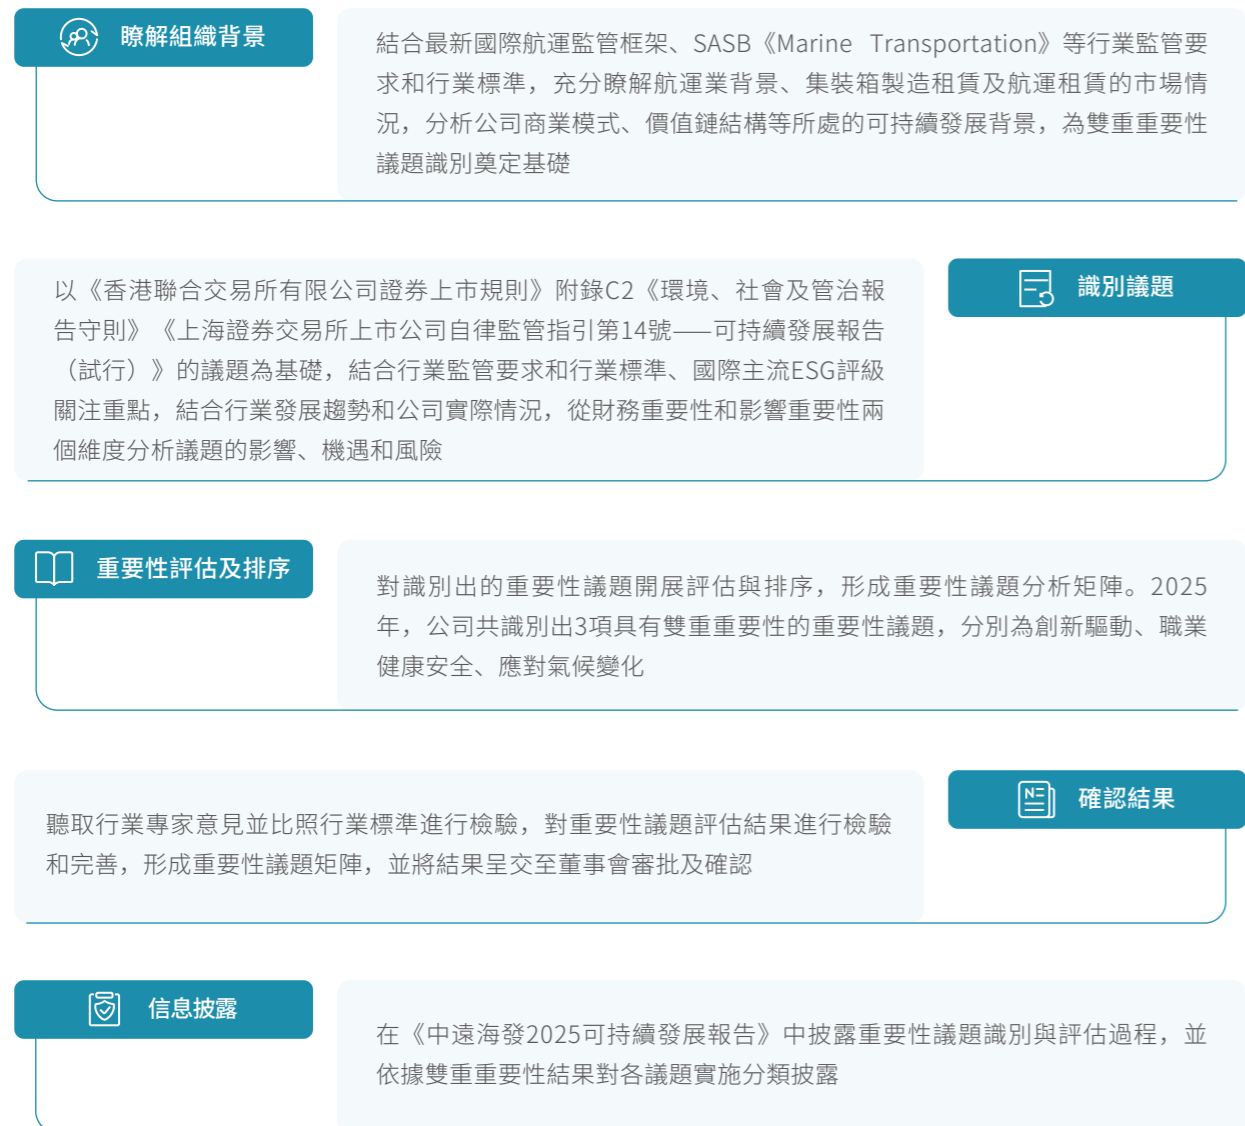 瞭解組織背景
結合最新國際航運監管框架、SASB《Marine Transportation》等行業監管要
求和行業標準，充分瞭解航運業背景、集裝箱製造租賃及航運租賃的市場情
況，分析公司商業模式、價值鏈結構等所處的可持續發展背景，為雙重重要性
議題識別奠定基礎
識別議題
以《香港聯合交易所有限公司證券上市規則》附錄C2《環境、社會及管治報
告守則》《上海證券交易所上市公司自律監管指引第14號——可持續發展報告
（試行）》的議題為基礎，結合行業監管要求和行業標準、國際主流ESG評級
關注重點，結合行業發展趨勢和公司實際情況，從財務重要性和影響重要性兩
個維度分析議題的影響、機遇和風險
重要性評估及排序
對識別出的重要性議題開展評估與排序，形成重要性議題分析矩陣。2025
年，公司共識別出3項具有雙重重要性的重要性議題，分別為創新驅動、職業
健康安全、應對氣候變化
確認結果
聽取行業專家意見並比照行業標準進行檢驗，對重要性議題評估結果進行檢驗
和完善，形成重要性議題矩陣，並將結果呈交至董事會審批及確認
信息披露
在《中遠海發2025可持續發展報告》中披露重要性議題識別與評估過程，並
依據雙重重要性結果對各議題實施分類披露